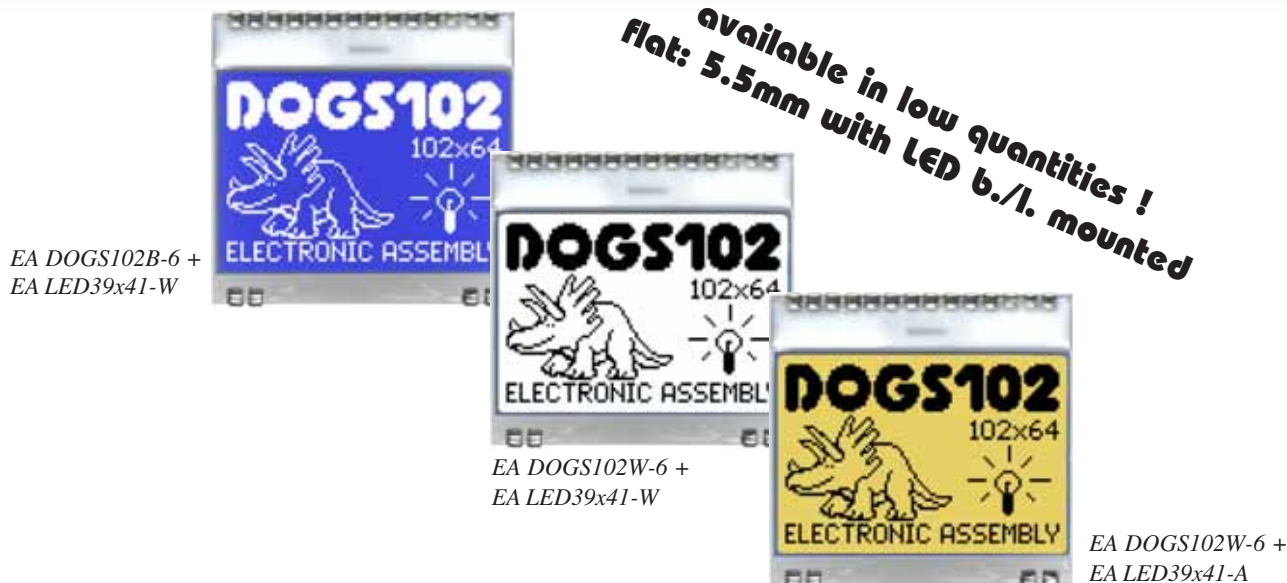 available in low quantities !
flat: 5.5mm with LED b./l. mounted
DOGS102
102x64
ELECTRONIC ASSEMBLY
EA DOGS102B-6 +
EA LED39x41-W
DOGS102
102x64
ELECTRONIC ASSEMBLY
EA DOGS102W-6 +
EA LED39x41-W
DOGS102
102x64
ELECTRONIC ASSEMBLY
EA DOGS102W-6 +
EA LED39x41-A